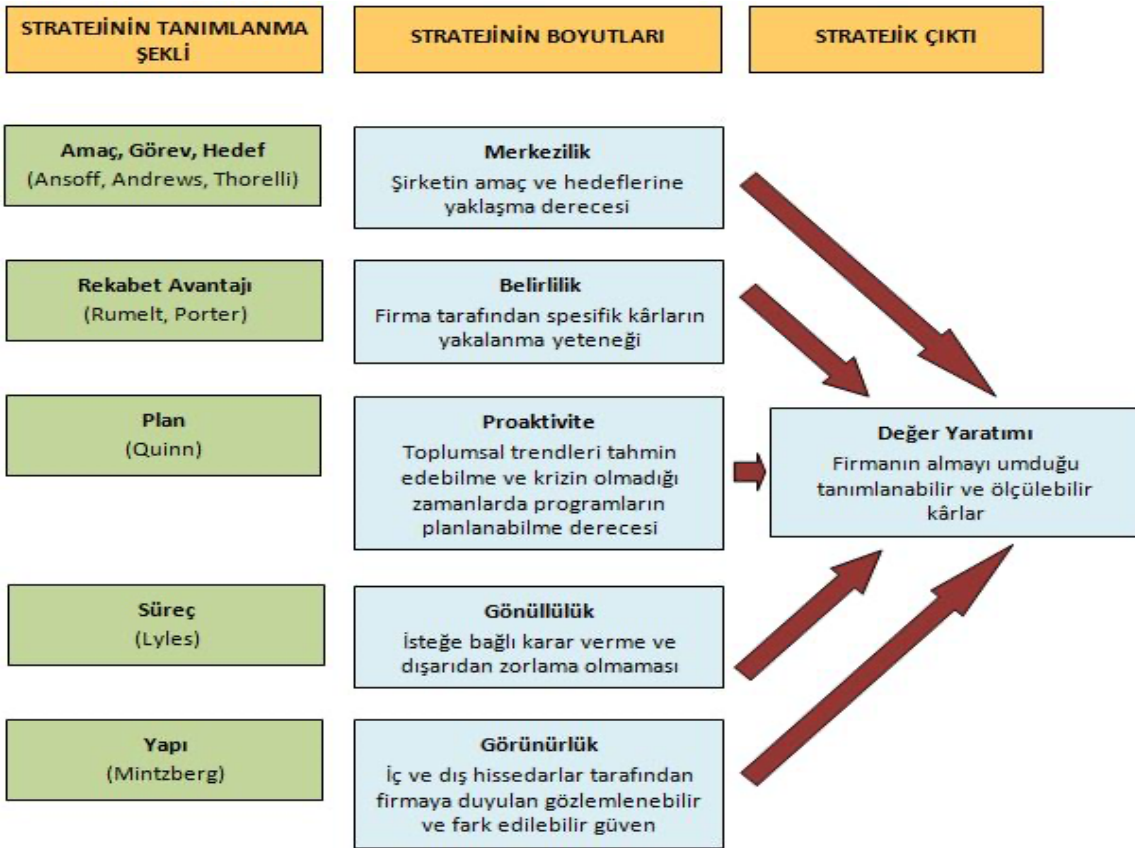 STRATEJİNİN TANIMLANMA
ŞEKLİ
STRATEJİNİN BOYUTLARI
STRATEJİK ÇIKTI
Amaç, Görev, Hedef
(Ansoff, Andrews, Thorelli)
Merkezilik
Şirketin amaç ve hedeflerine
yaklaşma derecesi
Rekabet Avantajı
(Rumelt, Porter)
Belirlilik
Firma tarafından spesifik kârların
yakalanma yeteneği
Plan
(Quinn)
Proaktivite
Toplumsal trendleri tahmin
edebilme ve krizin olmadığı
zamanlarda programların
planlanabilme derecesi
Değer Yaratımı
Firmanın almayı umduğu
tanımlanabilir ve ölçülebilir
kârlar
Süreç
(Lyles)
Gönüllülük
İsteğe bağlı karar verme ve
dışarıdan zorlama olmaması
Yapı
(Mintzberg)
Görünürlük
İç ve dış hissedarlar tarafından
firmaya duyulan gözlemlenebilir
ve fark edilebilir güven